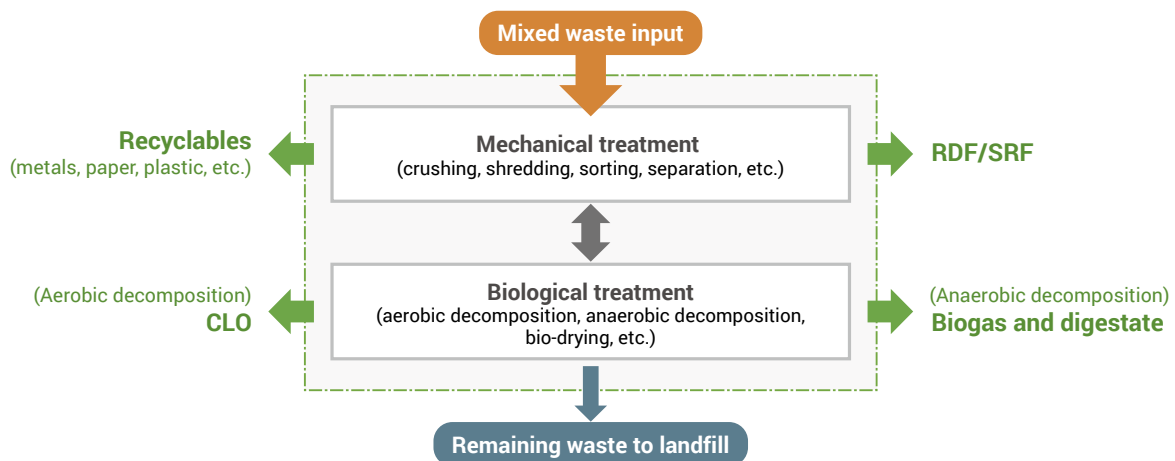 Mixed waste input
Recyclables
(metals, paper, plastic, etc.)
Mechanical treatment
(crushing, shredding, sorting, separation, etc.)
RDF/SRF
(Aerobic decomposition)
CLO
Biological treatment
(aerobic decomposition, anaerobic decomposition,
bio-drying, etc.)
(Anaerobic decomposition)
Biogas and digestate
Remaining waste to landfill